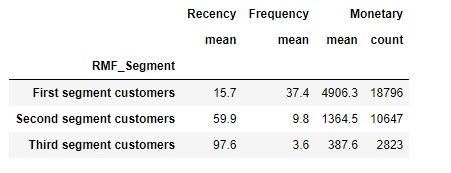 Recency Frequency Monetary
mean mean mean count
RMF_Segment
First segment customers 15.7 37.4 4906.3 18796
Second segment customers 59.9 9.8 1364.5 10647
Third segment customers 97.6 3.6 387.6 2823